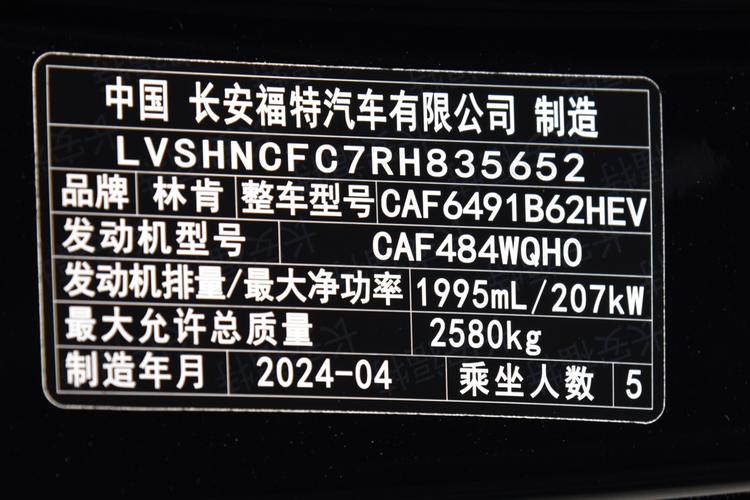 中国 长安福特汽车有限公司 制造
LVSHNCFC7RH835652
品牌 林肯 整车型号 CAF6491B62HEV
发动机型号 CAF484WQH0
发动机排量/最大净功率 1995mL/207kW
最大允许总质量 2580kg
制造年月 2024-04 乘坐人数 5